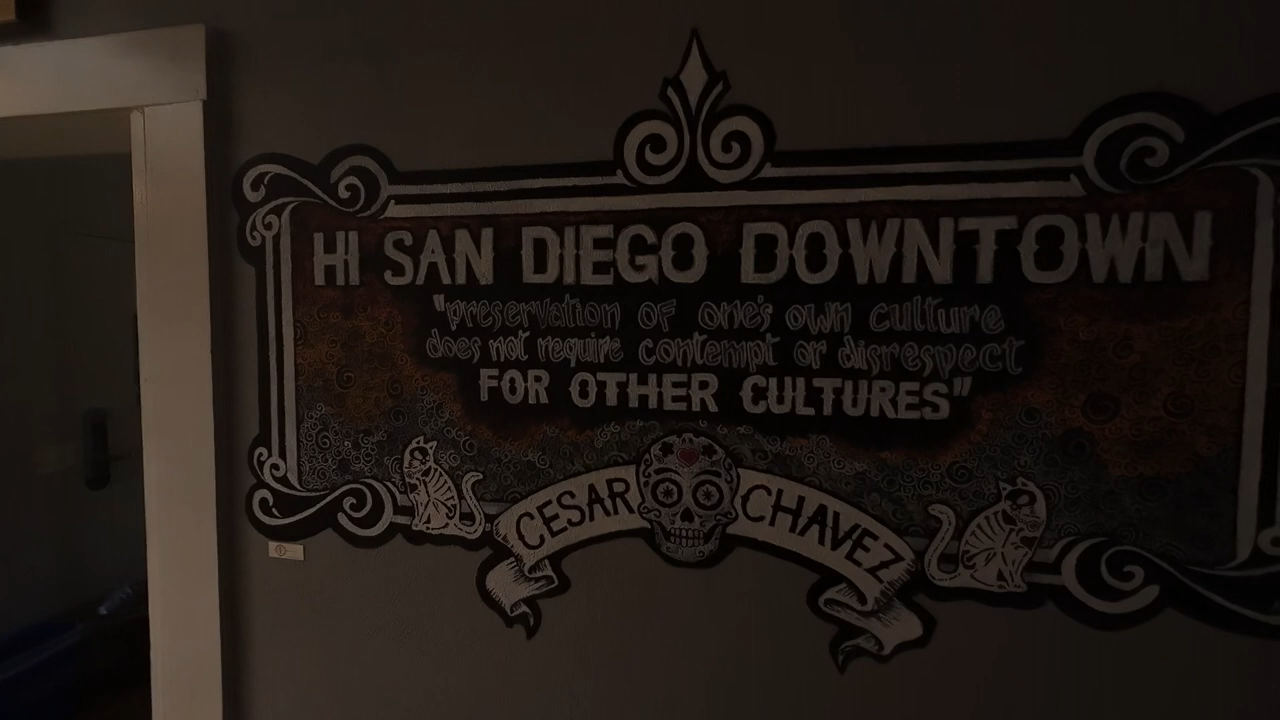 HI SAN DIEGO DOWNTOWN
"preservation of one's own culture
does not require contempt or disrespect
FOR OTHER CULTURES"
CESAR CHAVEZ